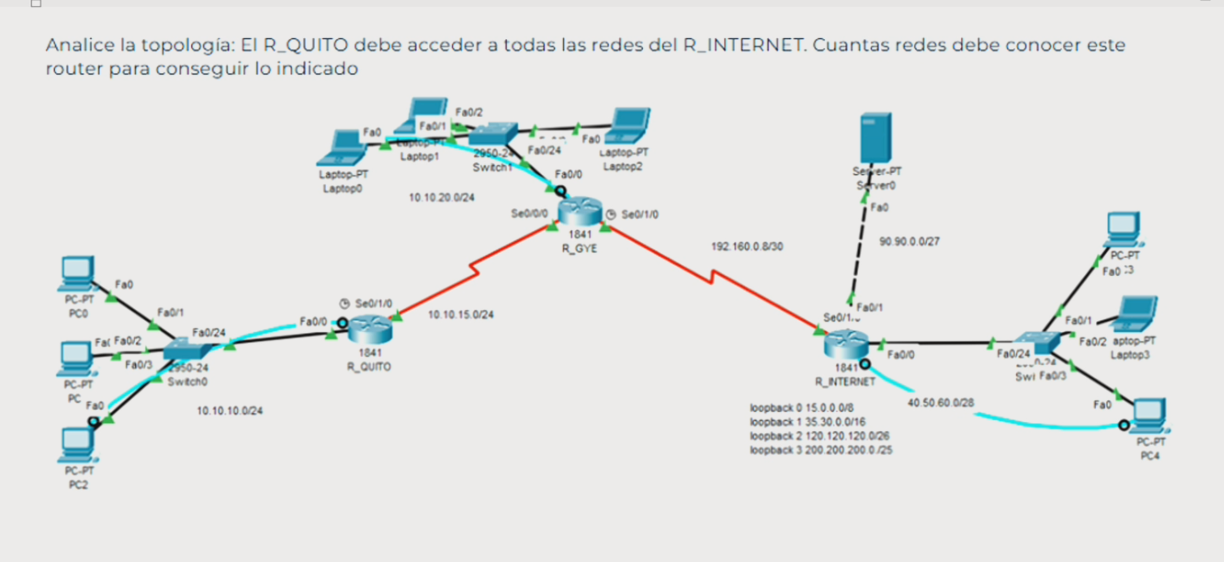 Analice la topología: El R_QUITO debe acceder a todas las redes del R_INTERNET. Cuantas redes debe conocer este
router para conseguir lo indicado
Fa0/2
Fa0
Fa0/1
Fa0
Laptop1
2950-24
Switch1
Fa0/24
Laptop-PT
Laptop2
Laptop-PT
Laptop0
Fa0/0
10.10.20.0/24
Se0/0/0
Se0/1/0
1841
R_GYE
192.160.0.8/30
Server-PT
Server0
Fa0
90.90.0.0/27
PC-PT
Fa0
Fa0
PC-PT
PC0
Fa0/1
Se0/1/0
10.10.15.0/24
Fa0/0
Fa0/24
Fa0/2
Fa0/3
2950-24
Switch0
PC-PT
PC
1841
R_QUITO
Fa0
10.10.10.0/24
PC-PT
PC2
Fa0/1
1841
R_INTERNET
Fa0/0
Fa0/24
Fa0/1
Fa0/2
aptop-PT
Laptop3
Fa0/3
40.50.60.0/28
Fa0
PC-PT
PC4
loopback 0 15.0.0.0/8
loopback 1 35.30.0.0/16
loopback 2 120.120.120.0/26
loopback 3 200.200.200.0 /25